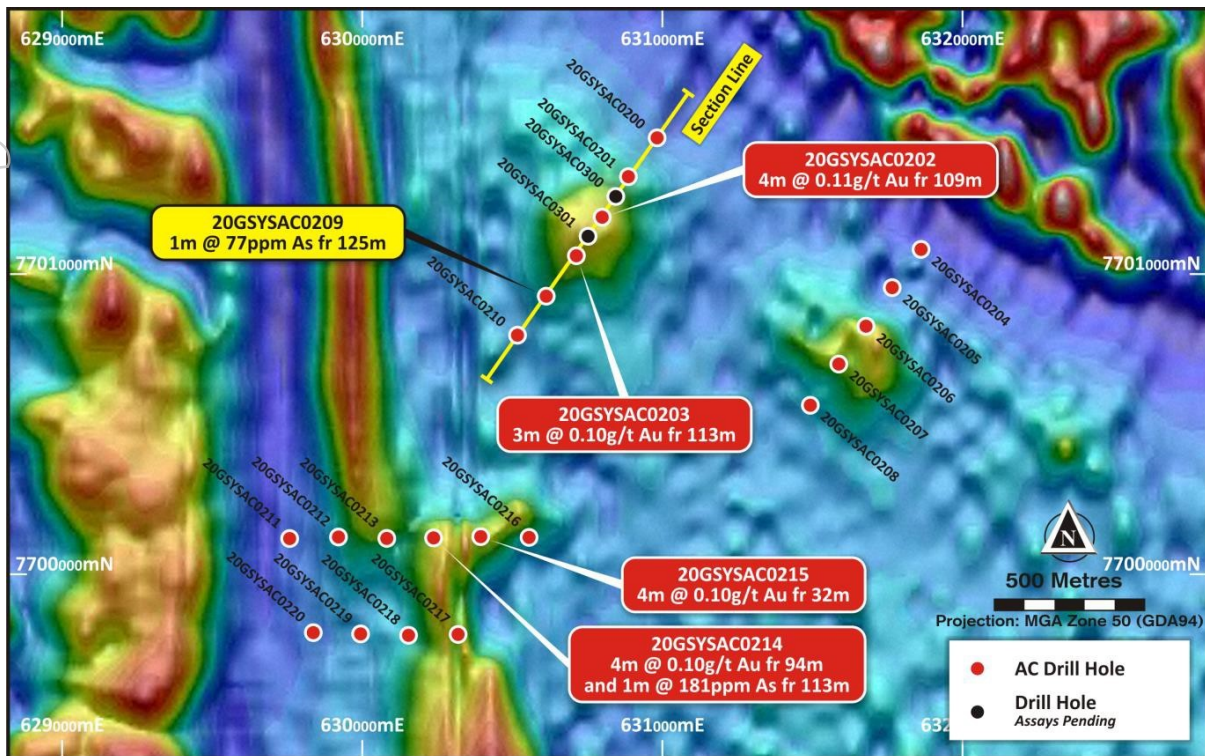 629000mE
630000mE
631000mE
632000mE
20GSYSAC0200
Section Line
20GSYSAC0201
20GSYSAC0300
20GSYSAC0202
4m @ 0.11g/t Au fr 109m
20GSYSAC0301
20GSYSAC0209
1m @ 77ppm As fr 125m
7701000mN
7701000mN
20GSYSAC0210
20GSYSAC0204
20GSYSAC0205
20GSYSAC0206
20GSYSAC0207
20GSYSAC0208
20GSYSAC0203
3m @ 0.10g/t Au fr 113m
20GSYSAC0211
20GSYSAC0212
20GSYSAC0213
20GSYSAC0216
7700000mN
7700000mN
20GSYSAC0220
20GSYSAC0219
20GSYSAC0218
20GSYSAC0217
20GSYSAC0215
4m @ 0.10g/t Au fr 32m
20GSYSAC0214
4m @ 0.10g/t Au fr 94m
and 1m @ 181ppm As fr 113m
N
500 Metres
Projection: MGA Zone 50 (GDA94)
AC Drill Hole
Drill Hole
Assays Pending
629000mE
630000mE
631000mE